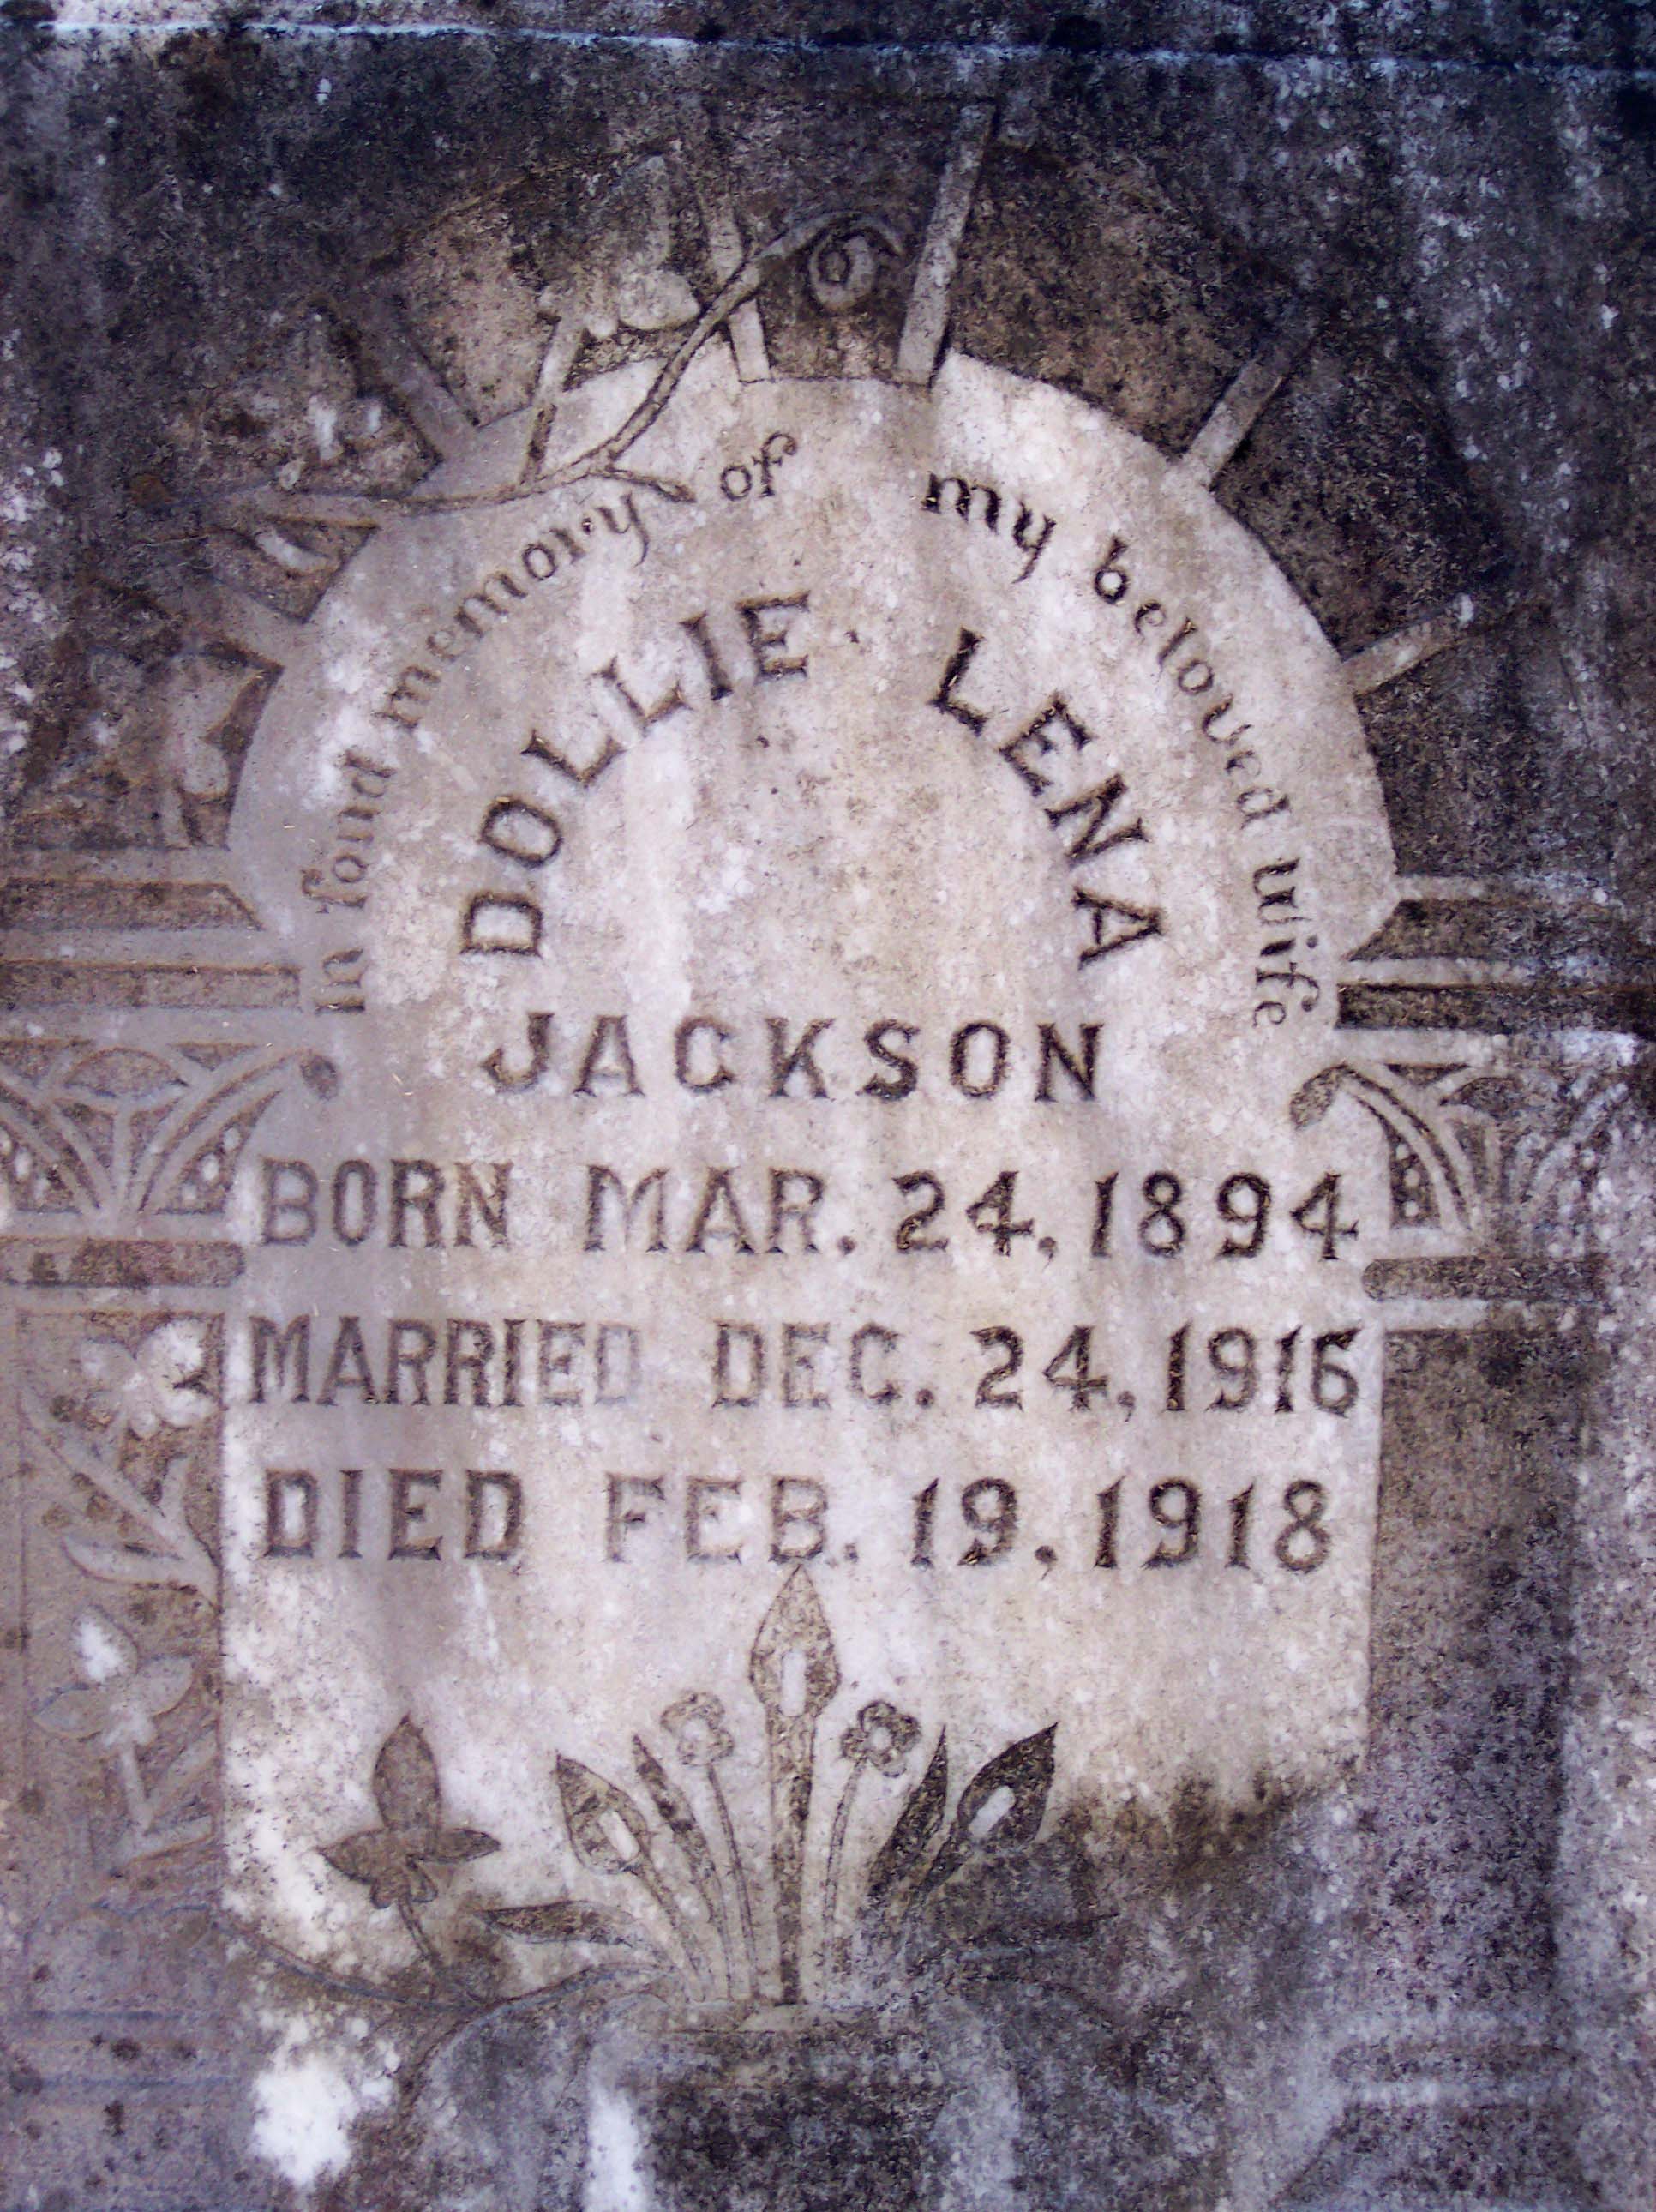 in fond memory of my beloved wife
DOLLIE LENA
JACKSON
BORN MAR. 24, 1894
MARRIED DEC. 24, 1916
DIED FEB. 19, 1918